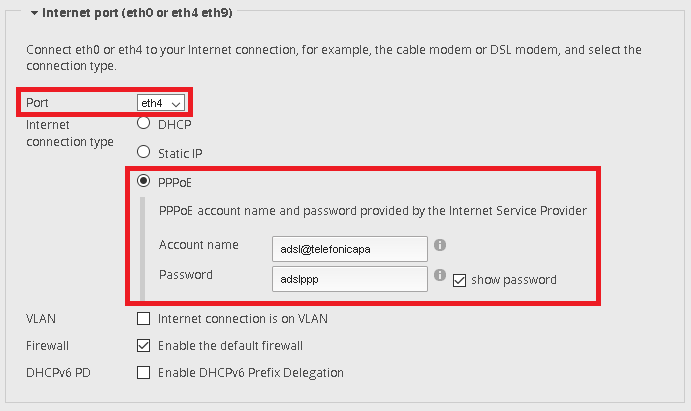 Internet port (eth0 or eth4 eth9)
Connect eth0 or eth4 to your Internet connection, for example, the cable modem or DSL modem, and select the
connection type.
Port eth4
Internet
connection type
DHCP
Static IP
PPPoE
PPPoE account name and password provided by the Internet Service Provider
Account name adsl@telefonicapa
Password adslppp show password
VLAN Internet connection is on VLAN
Firewall Enable the default firewall
DHCPv6 PD Enable DHCPv6 Prefix Delegation